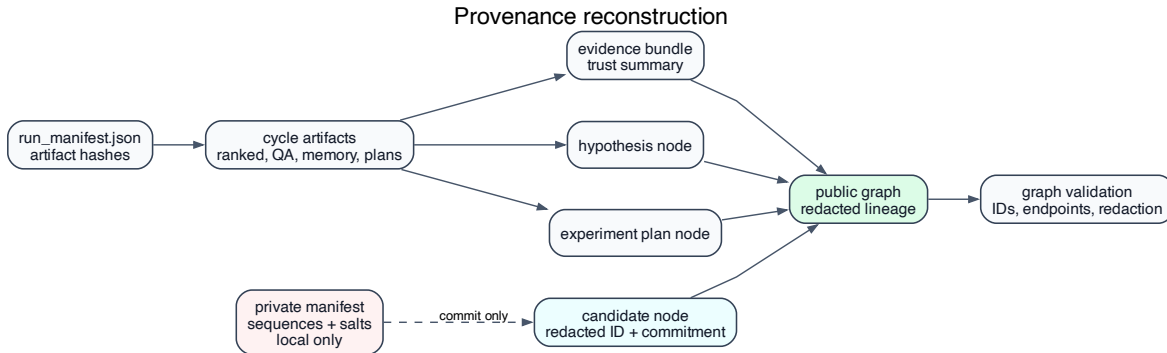 Provenance reconstruction
evidence bundle
trust summary
run_manifest.json
artifact hashes
cycle artifacts
ranked, QA, memory, plans
hypothesis node
experiment plan node
public graph
redacted lineage
graph validation
IDs, endpoints, redaction
private manifest
sequences + salts
local only
commit only
candidate node
redacted ID + commitment